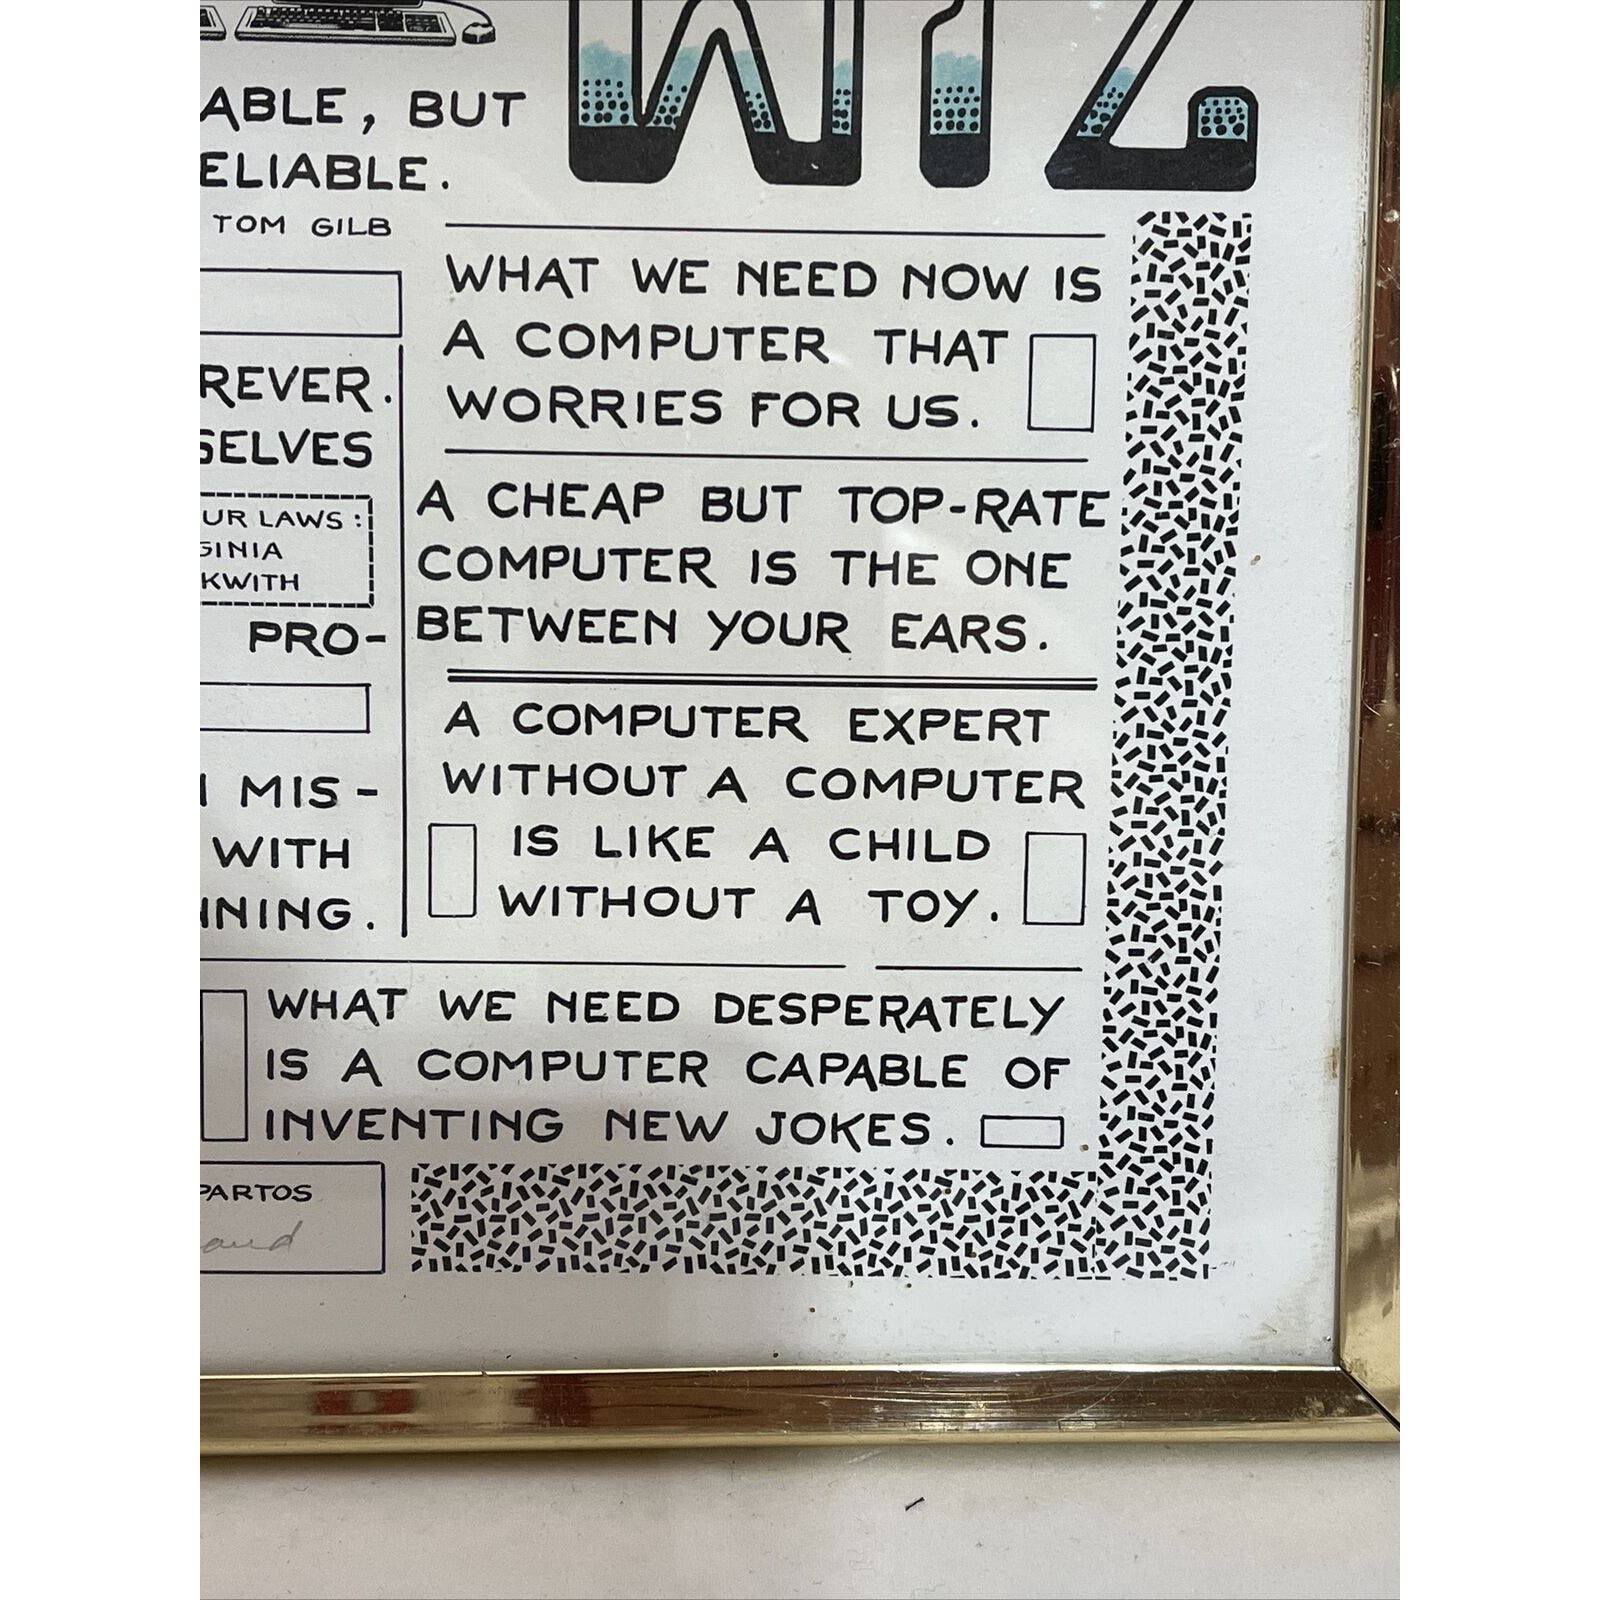 WIZ
ABLE, BUT
ELIABLE.
TOM GILB
REVER.
SELVES
UR LAWS:
GINIA
KWITH
PRO-
MIS-
WITH
NING.
WHAT WE NEED NOW IS
A COMPUTER THAT
WORRIES FOR US.
A CHEAP BUT TOP-RATE
COMPUTER IS THE ONE
BETWEEN YOUR EARS.
A COMPUTER EXPERT
WITHOUT A COMPUTER
IS LIKE A CHILD
WITHOUT A TOY.
WHAT WE NEED DESPERATELY
IS A COMPUTER CAPABLE OF
INVENTING NEW JOKES.
PARTOS